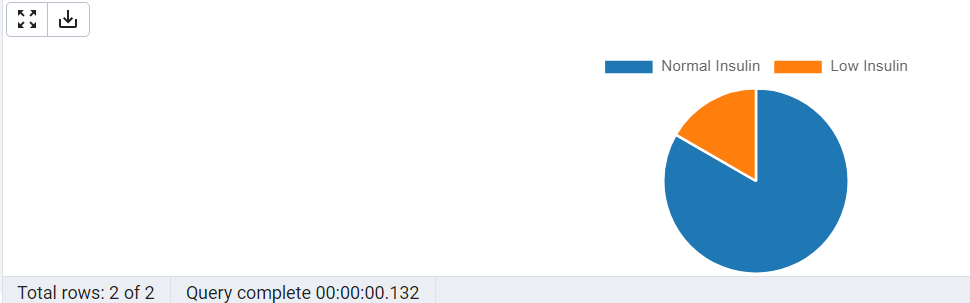 Normal Insulin Low Insulin
Total rows: 2 of 2 Query complete 00:00:00.132